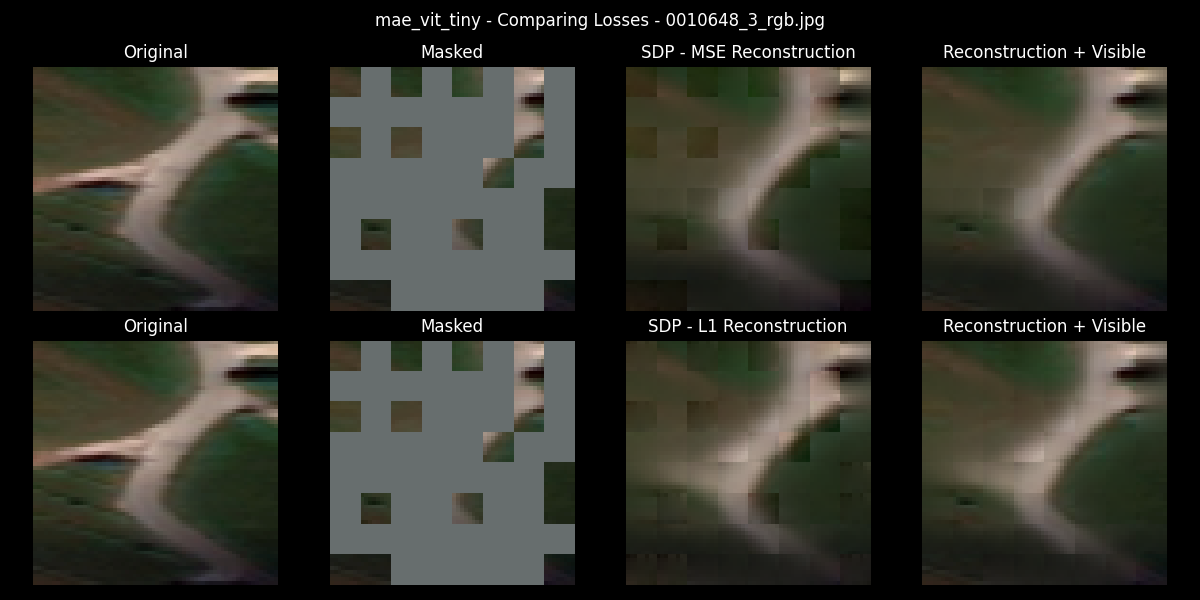 mae_vit_tiny - Comparing Losses - 0010648_3_rgb.jpg
Original
Masked
SDP - MSE Reconstruction
Reconstruction + Visible
Original
Masked
SDP - L1 Reconstruction
Reconstruction + Visible